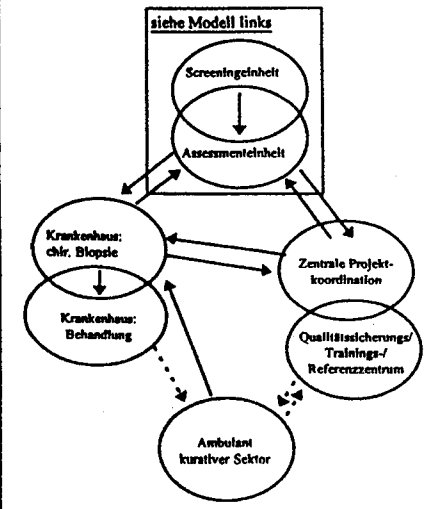 siehe Modell links
Screeningeinheit
Assessmenteinheit
Krankenhaus:
chir. Biopsie
Zentrale Projekt-
koordination
Krankenhaus:
Behandlung
Qualitätssicherungs/
Trainings-/
Referenzzentrum
Ambulant
kurativer Sektor